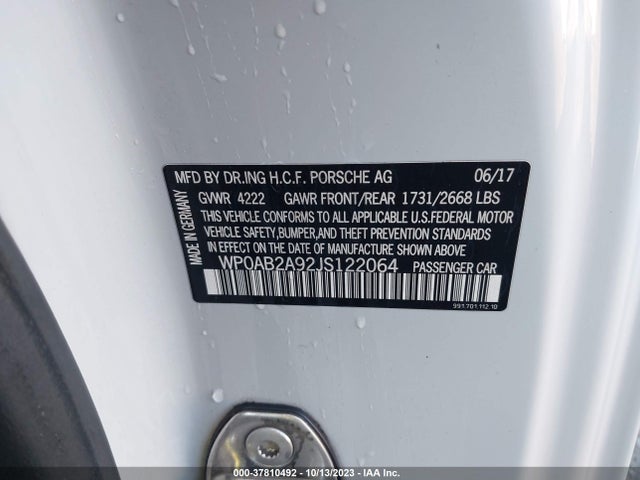 MFD BY DR.ING H.C.F. PORSCHE AG 06/17
GVWR 4222 GAWR FRONT/REAR 1731/2668 LBS
THIS VEHICLE CONFORMS TO ALL APPLICABLE U.S.FEDERAL MOTOR
VEHICLE SAFETY,BUMPER,AND THEFT PREVENTION STANDARDS IN
EFFECT ON THE DATE OF MANUFACTURE SHOWN ABOVE
WP0AB2A92JS122064 PASSENGER CAR
MADE IN GERMANY
991.701.112.10
000-37810492 - 10/13/2023 - IAA Inc.